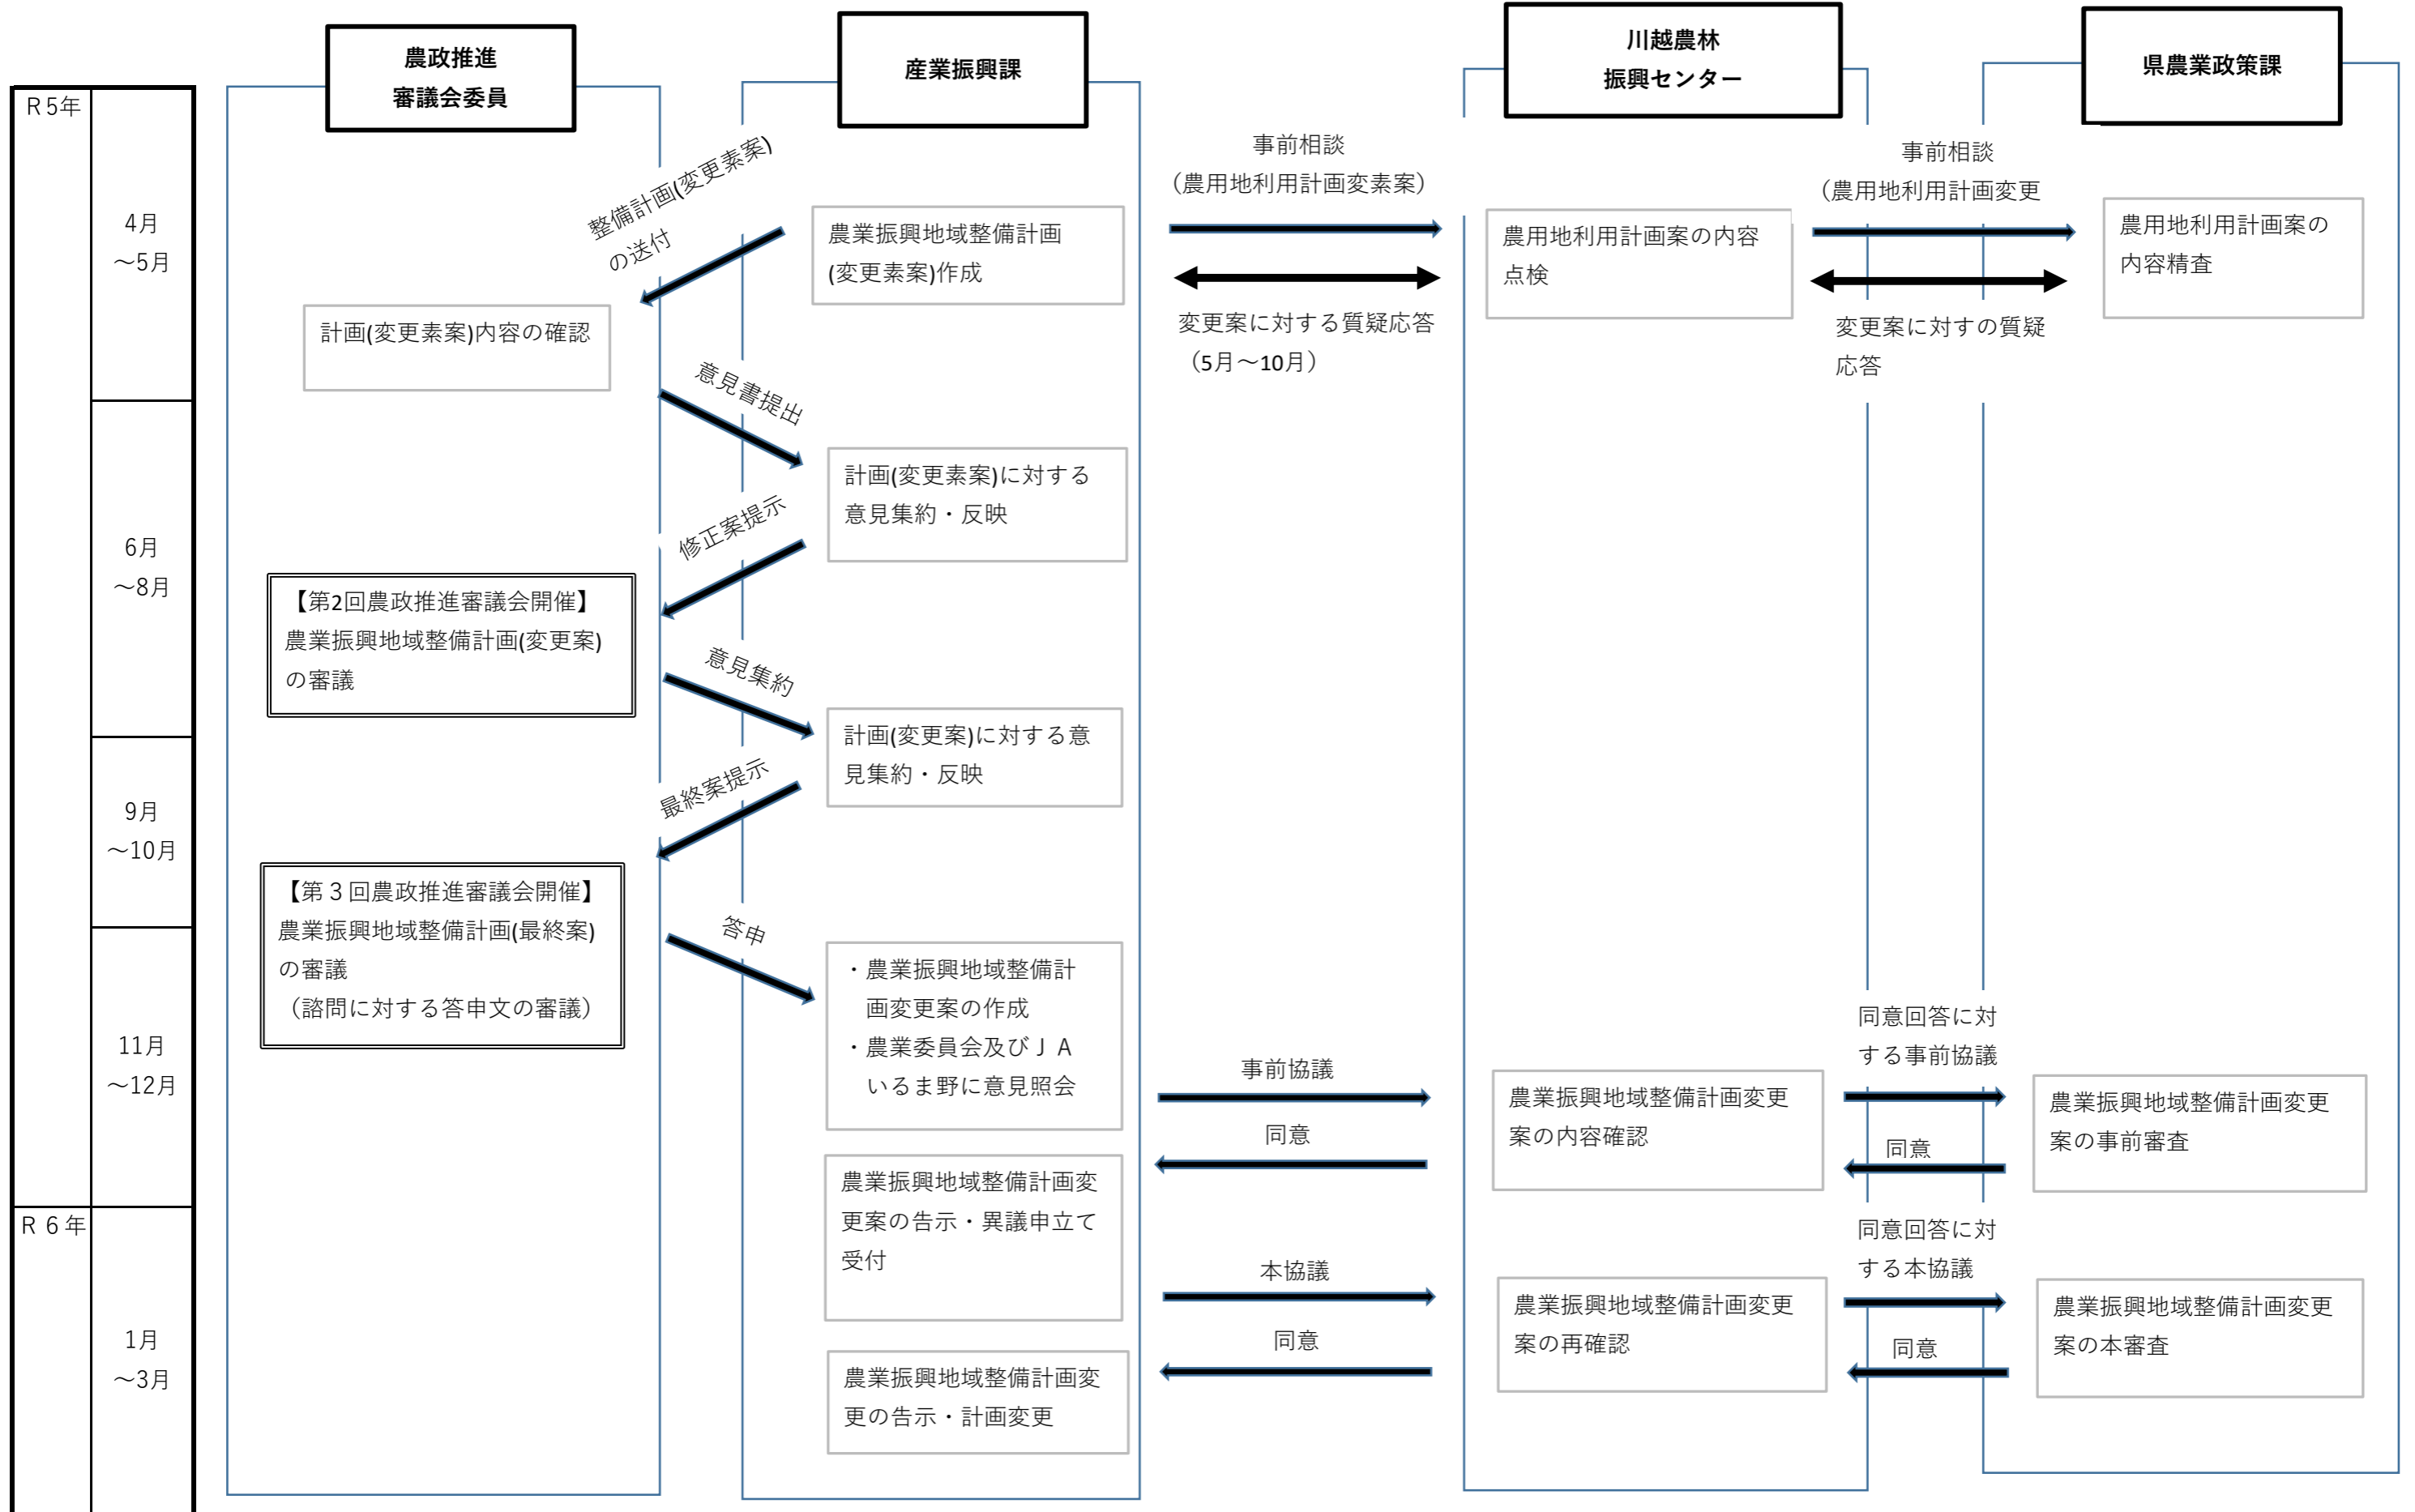 農政推進
審議会委員
産業振興課
川越農林
振興センター
県農業政策課
R5年
4月
～5月
整備計画(変更素案)
の送付
農業振興地域整備計画
(変更素案)作成
事前相談
（農用地利用計画変素案）
農用地利用計画案の内容
点検
事前相談
（農用地利用計画変更
農用地利用計画案の
内容精査
計画(変更素案)内容の確認
変更案に対する質疑応答
（5月～10月）
変更案に対すの質疑
応答
意見書提出
6月
～8月
計画(変更素案)に対する
意見集約・反映
修正案提示
【第2回農政推進審議会開催】
農業振興地域整備計画(変更案)
の審議
意見集約
計画(変更案)に対する意
見集約・反映
9月
～10月
最終案提示
【第３回農政推進審議会開催】
農業振興地域整備計画(最終案)
の審議
（諮問に対する答申文の審議）
答申
11月
～12月
・農業振興地域整備計
画変更案の作成
・農業委員会及びＪＡ
いるま野に意見照会
事前協議
同意
農業振興地域整備計画変更
案の内容確認
同意回答に対
する事前協議
同意
農業振興地域整備計画変更
案の事前審査
農業振興地域整備計画変
更案の告示・異議申立て
受付
R６年
1月
～3月
本協議
同意
農業振興地域整備計画変更
案の再確認
同意回答に対
する本協議
同意
農業振興地域整備計画変更
案の本審査
農業振興地域整備計画変
更の告示・計画変更